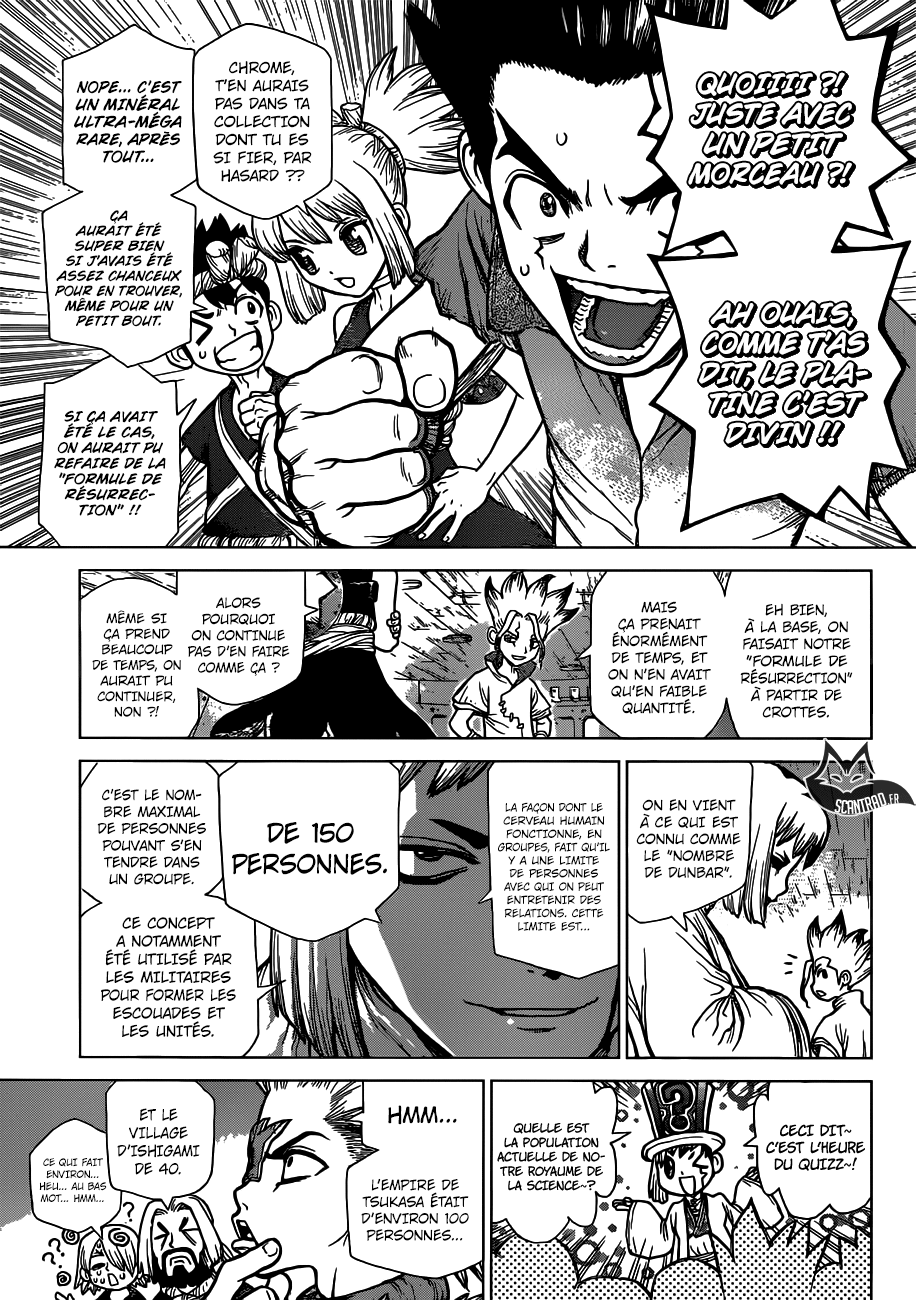 QUOIIII ?!
JUSTE AVEC
UN PETIT
MORCEAU ?!
AH OUAIS,
COMME T'AS
DIT, LE PLA-
TINE C'EST
DIVIN !!
CHROME,
T'EN AURAIS
PAS DANS TA
COLLECTION
DONT TU ES
SI FIER, PAR
HASARD ??
NOPE... C'EST
UN MINÉRAL
ULTRA-MÉGA
RARE, APRÈS
TOUT...
ÇA
AURAIT ÉTÉ
SUPER BIEN
SI J'AVAIS ÉTÉ
ASSEZ CHANCEUX
POUR EN TROUVER,
MÊME POUR UN
PETIT BOUT.
SI ÇA AVAIT
ÉTÉ LE CAS,
ON AURAIT PU
REFAIRE DE LA
"FORMULE DE
RÉSURREC-
TION" !!
EH BIEN,
À LA BASE, ON
FAISAIT NOTRE
"FORMULE DE
RÉSURRECTION"
À PARTIR DE
CROTTES.
MAIS
ÇA PRENAIT
ÉNORMÉMENT
DE TEMPS, ET
ON N'EN AVAIT
QU'EN FAIBLE
QUANTITÉ.
ALORS
POURQUOI
ON CONTINUE
PAS D'EN FAIRE
COMME ÇA ?
MÊME SI
ÇA PREND
BEAUCOUP
DE TEMPS, ON
AURAIT PU
CONTINUER,
NON ?!
SCANTRAD.FR
ON EN VIENT
À CE QUI EST
CONNU COMME
LE "NOMBRE
DE DUNBAR".
LA FAÇON DONT LE
CERVEAU HUMAIN
FONCTIONNE, EN
GROUPES, FAIT QU'IL
Y A UNE LIMITE
DE PERSONNES
AVEC QUI ON PEUT
ENTRETENIR DES
RELATIONS. CETTE
LIMITE EST...
DE 150
PERSONNES.
C'EST LE NOM-
BRE MAXIMAL
DE PERSONNES
POUVANT S'EN
TENDRE DANS
UN GROUPE.
CE CONCEPT
A NOTAMMENT
ÉTÉ UTILISÉ PAR
LES MILITAIRES
POUR FORMER LES
ESCOUADES ET
LES UNITÉS.
?
CECI DIT~
C'EST L'HEURE
DU QUIZZ~!
QUELLE EST
LA POPULATION
ACTUELLE DE NO-
TRE ROYAUME DE
LA SCIENCE~?
HMM...
L'EMPIRE DE
TSUKASA ÉTAIT
D'ENVIRON 100
PERSONNES...
ET LE
VILLAGE
D'ISHIGAMI
DE 40.
CE QUI FAIT
ENVIRON...
HEU... AU BAS
MOT... HMM...